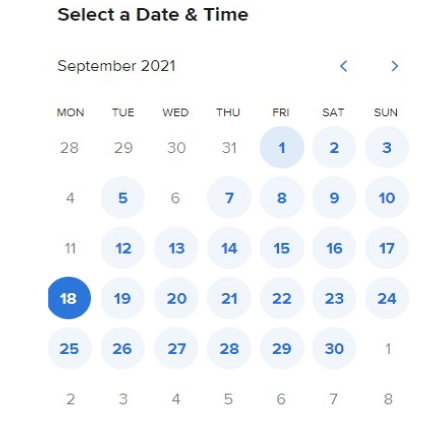 Select a Date & Time
September 2021
MON TUE WED THU FRI SAT SUN
28 29 30 31 1 2 3
4 5 6 7 8 9 10
11 12 13 14 15 16 17
18 19 20 21 22 23 24
25 26 27 28 29 30 1
2 3 4 5 6 7 8